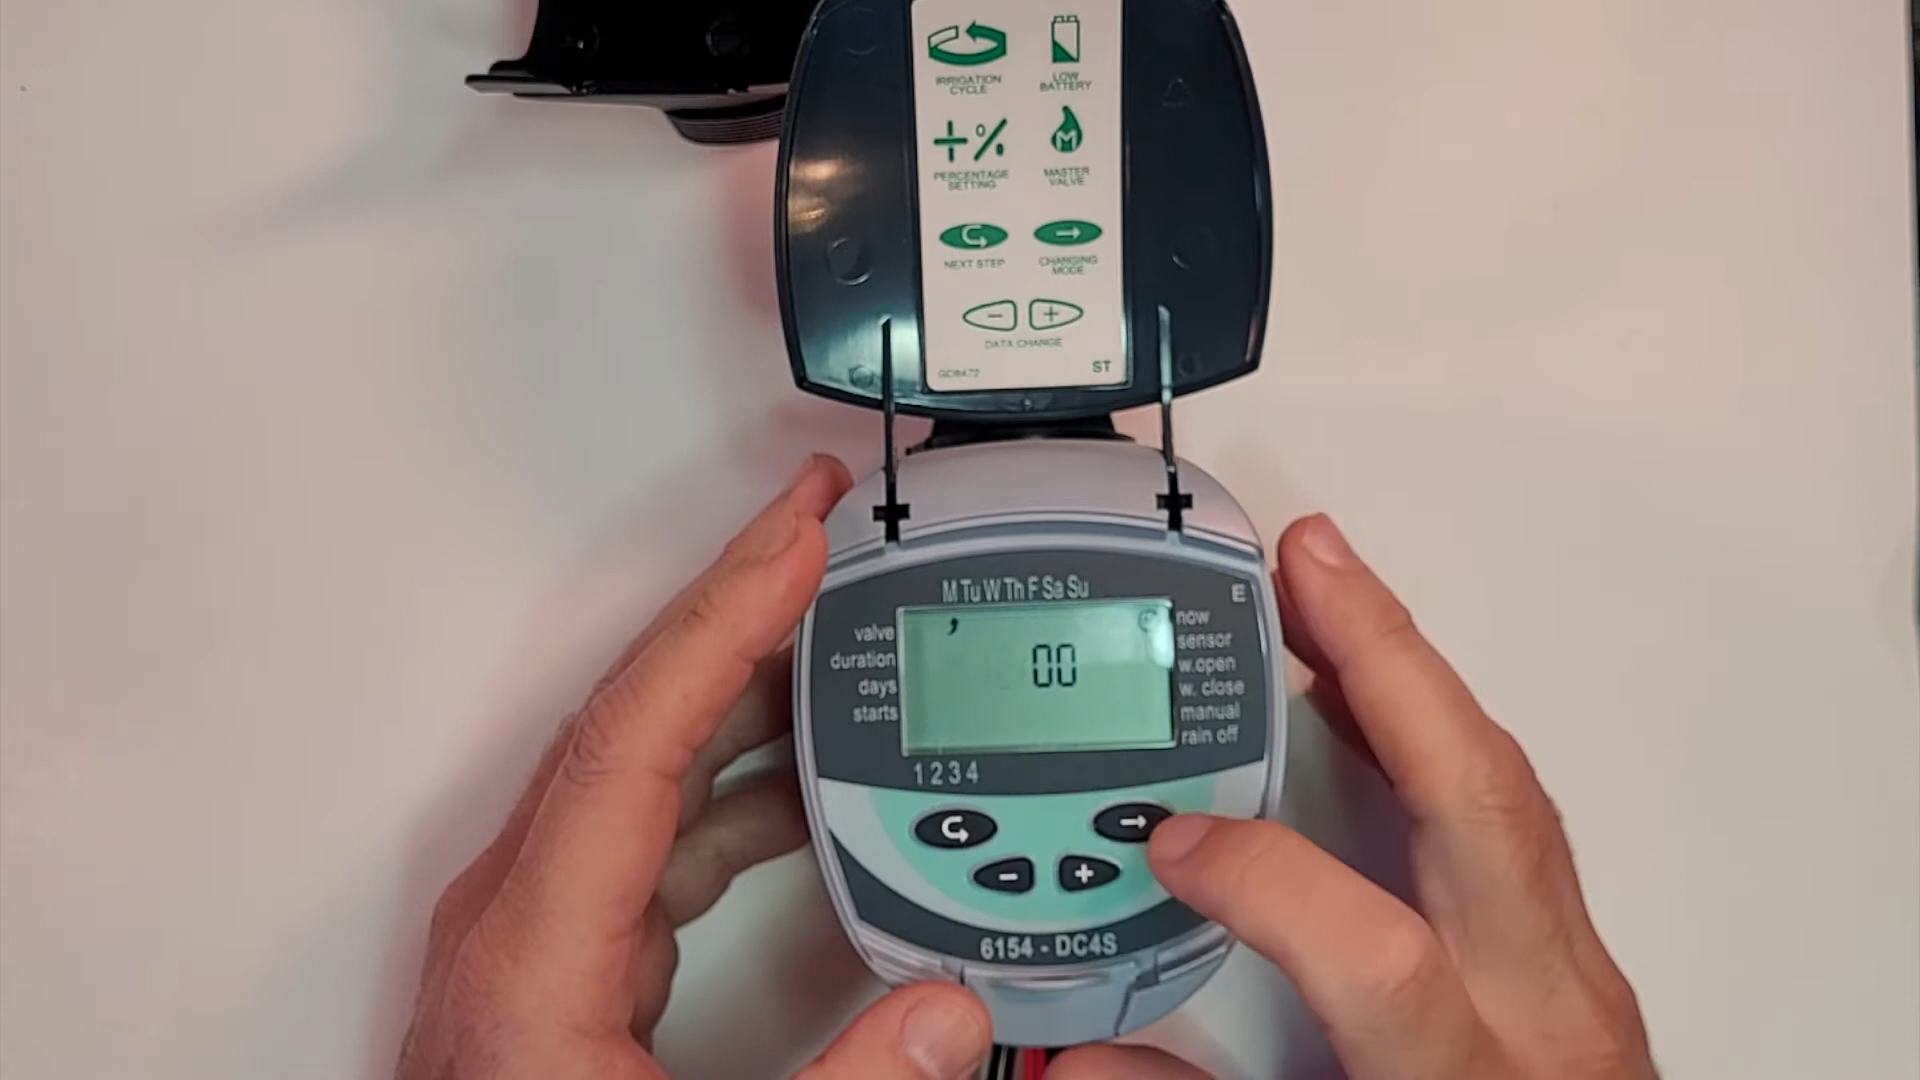 IRRIGATION
CYCLE
LOW
BATTERY
+%
PERCENTAGE
SETTING
M
MASTER
VALVE
NEXT STEP
CHANGING
MODE
- +
DATA CHANGE
ST
M Tu W Th F Sa Su
E
valve
duration
days
starts
00
now
sensor
w.open
w. close
manual
rain off
1 2 3 4
- +
6154 - DC4S